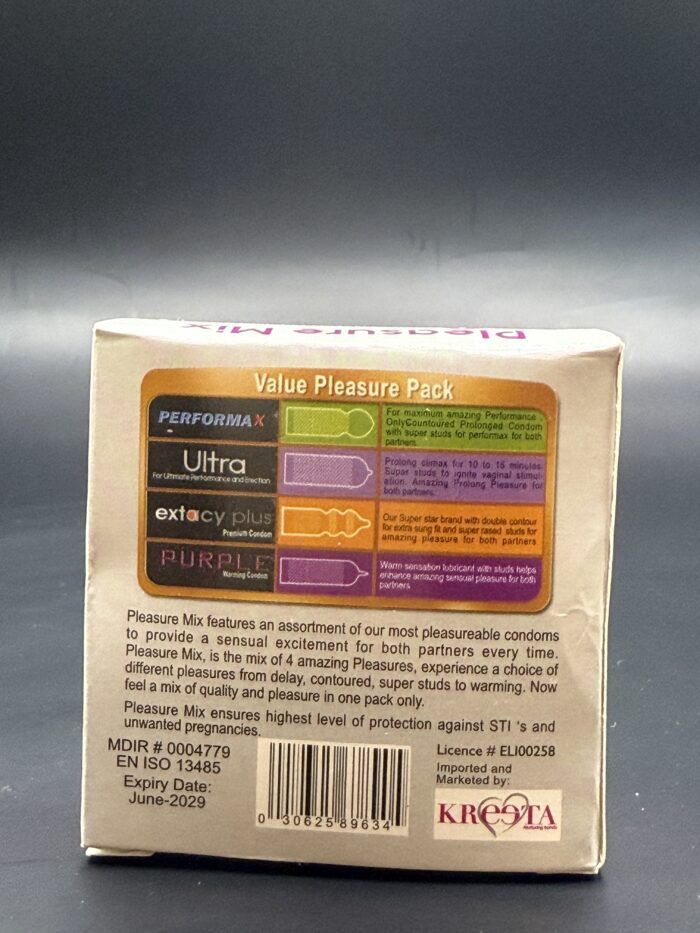 Pleasure Mix
Value Pleasure Pack
PERFORMAX
For maximum amazing Performance
OnlyCountoured Prolonged Condom
with super studs for performax for both
partners
Ultra
For Ultimate Performance and Erection
Prolong climax for 10 to 15 minutes
Super studs to ignite vaginal stimul-
ation. Amazing Prolong Pleasure for
both partners
extacy plus
Premium Condom
Our Super star brand with double contour
for extra sung fit and super rased studs for
amazing pleasure for both partners
PURPLE
Warming Condom
Warm sensation lubricant with studs helps
enhance amazing sensual pleasure for both
partners
Pleasure Mix features an assortment of our most pleasureable condoms
to provide a sensual excitement for both partners every time.
Pleasure Mix, is the mix of 4 amazing Pleasures, experience a choice of
different pleasures from delay, contoured, super studs to warming. Now
feel a mix of quality and pleasure in one pack only.
Pleasure Mix ensures highest level of protection against STI 's and
unwanted pregnancies.
MDIR # 0004779
EN ISO 13485
Expiry Date:
June-2029
0 30625 89634
Licence # ELI00258
Imported and
Marketed by:
KREETA
Nurturing bonds